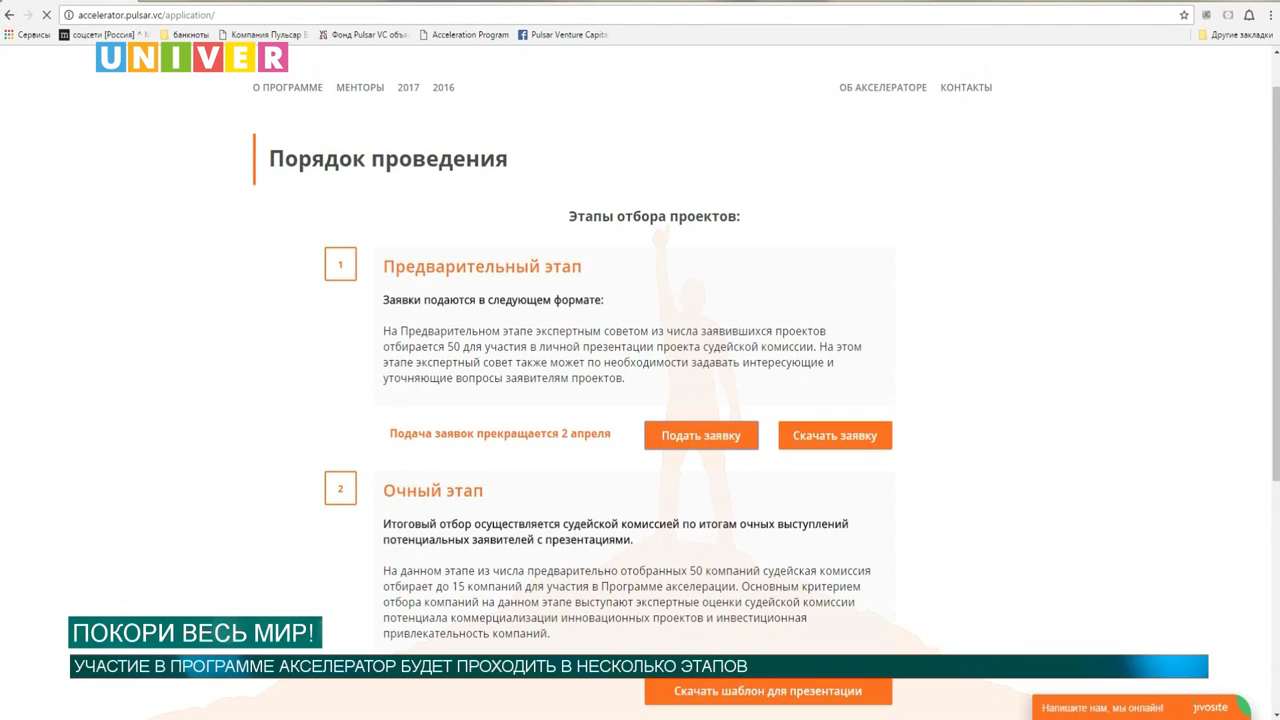 accelerator.pulsar.vc/application/
Сервисы
соцсети [Россия] ^ М
банкноты
Компания Пульсар В
Фонд Pulsar VC объя
Acceleration Program
Pulsar Venture Capita
Другие закладки
UNIVER
О ПРОГРАММЕ МЕНТОРЫ 2017 2016
ОБ АКСЕЛЕРАТОРЕ КОНТАКТЫ
Порядок проведения
Этапы отбора проектов:
1
Предварительный этап
Заявки подаются в следующем формате:
На Предварительном этапе экспертным советом из числа заявившихся проектов
отбирается 50 для участия в личной презентации проекта судейской комиссии. На этом
этапе экспертный совет также может по необходимости задавать интересующие и
уточняющие вопросы заявителям проектов.
Подача заявок прекращается 2 апреля
Подать заявку
Скачать заявку
2
Очный этап
Итоговый отбор осуществляется судейской комиссией по итогам очных выступлений
потенциальных заявителей с презентациями.
На данном этапе из числа предварительно отобранных 50 компаний судейская комиссия
отбирает до 15 компаний для участия в Программе акселерации. Основным критерием
отбора компаний на данном этапе выступают экспертные оценки судейской комиссии
потенциала коммерциализации инновационных проектов и инвестиционная
привлекательность компаний.
ПОКОРИ ВЕСЬ МИР!
УЧАСТИЕ В ПРОГРАММЕ АКСЕЛЕРАТОР БУДЕТ ПРОХОДИТЬ В НЕСКОЛЬКО ЭТАПОВ
Скачать шаблон для презентации
Напишите нам, мы онлайн!
jivosite